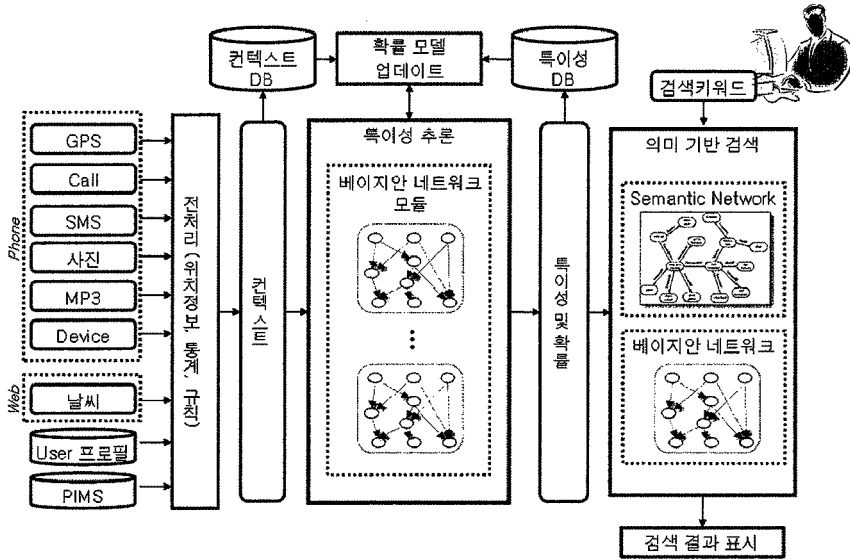 컨텍스트
DB
확률 모델
업데이트
특이성
DB
검색키워드
Phone
GPS
Call
SMS
사진
MP3
Device
Web
날씨
User 프로필
PIMS
전처리 (위치정보, 통계, 규칙)
컨텍스트
특이성 추론
베이지안 네트워크
모듈
특이성 및 확률
의미 기반 검색
Semantic Network
베이지안 네트워크
검색 결과 표시